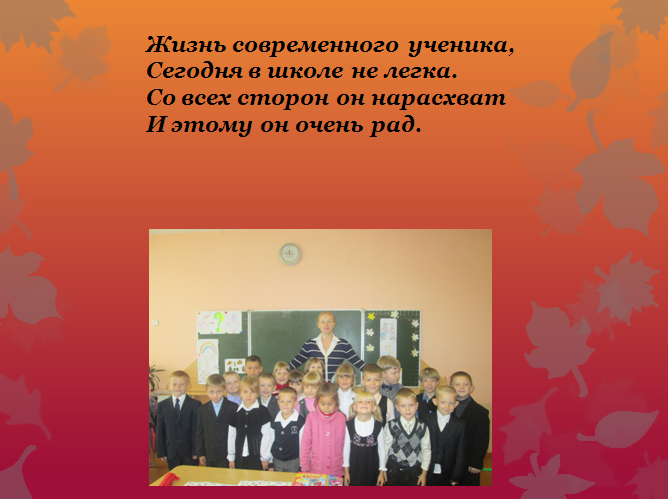 Жизнь современного ученика,
Сегодня в школе не легка.
Со всех сторон он нарасхват
И этому он очень рад.